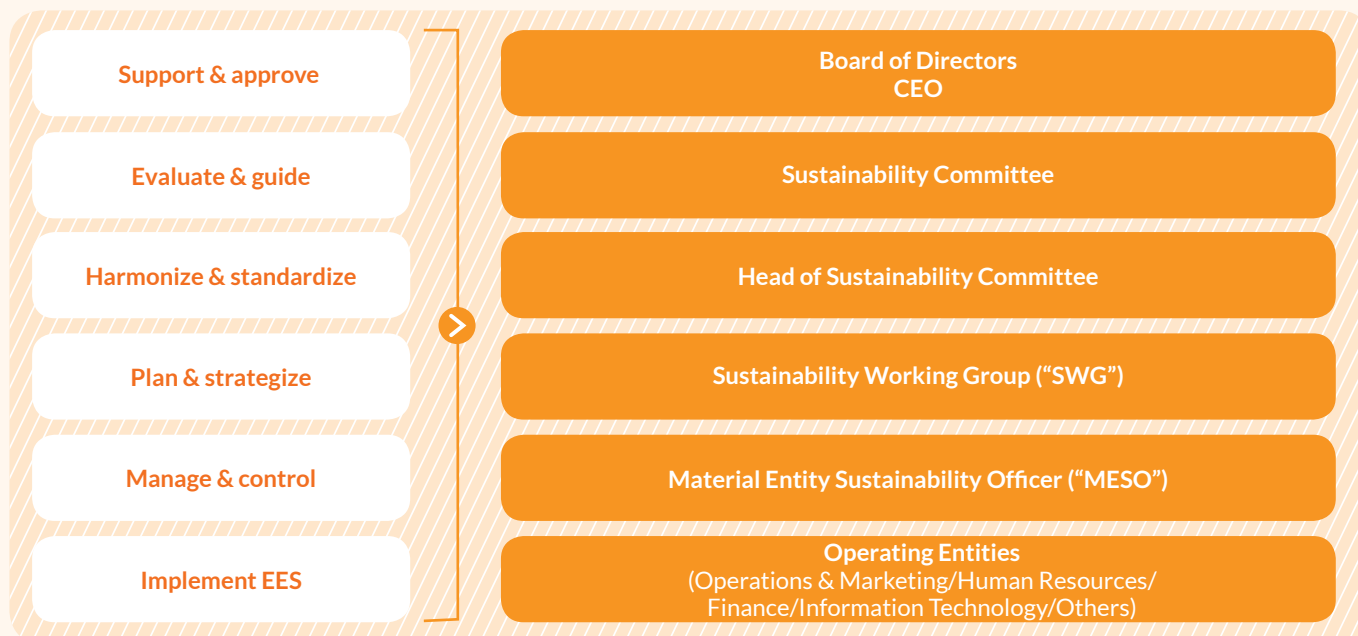 Support & approve
Board of Directors
CEO
Evaluate & guide
Sustainability Committee
Harmonize & standardize
Head of Sustainability Committee
Plan & strategize
Sustainability Working Group (“SWG”)
Manage & control
Material Entity Sustainability Officer (“MESO”)
Implement EES
Operating Entities
(Operations & Marketing/Human Resources/
Finance/Information Technology/Others)